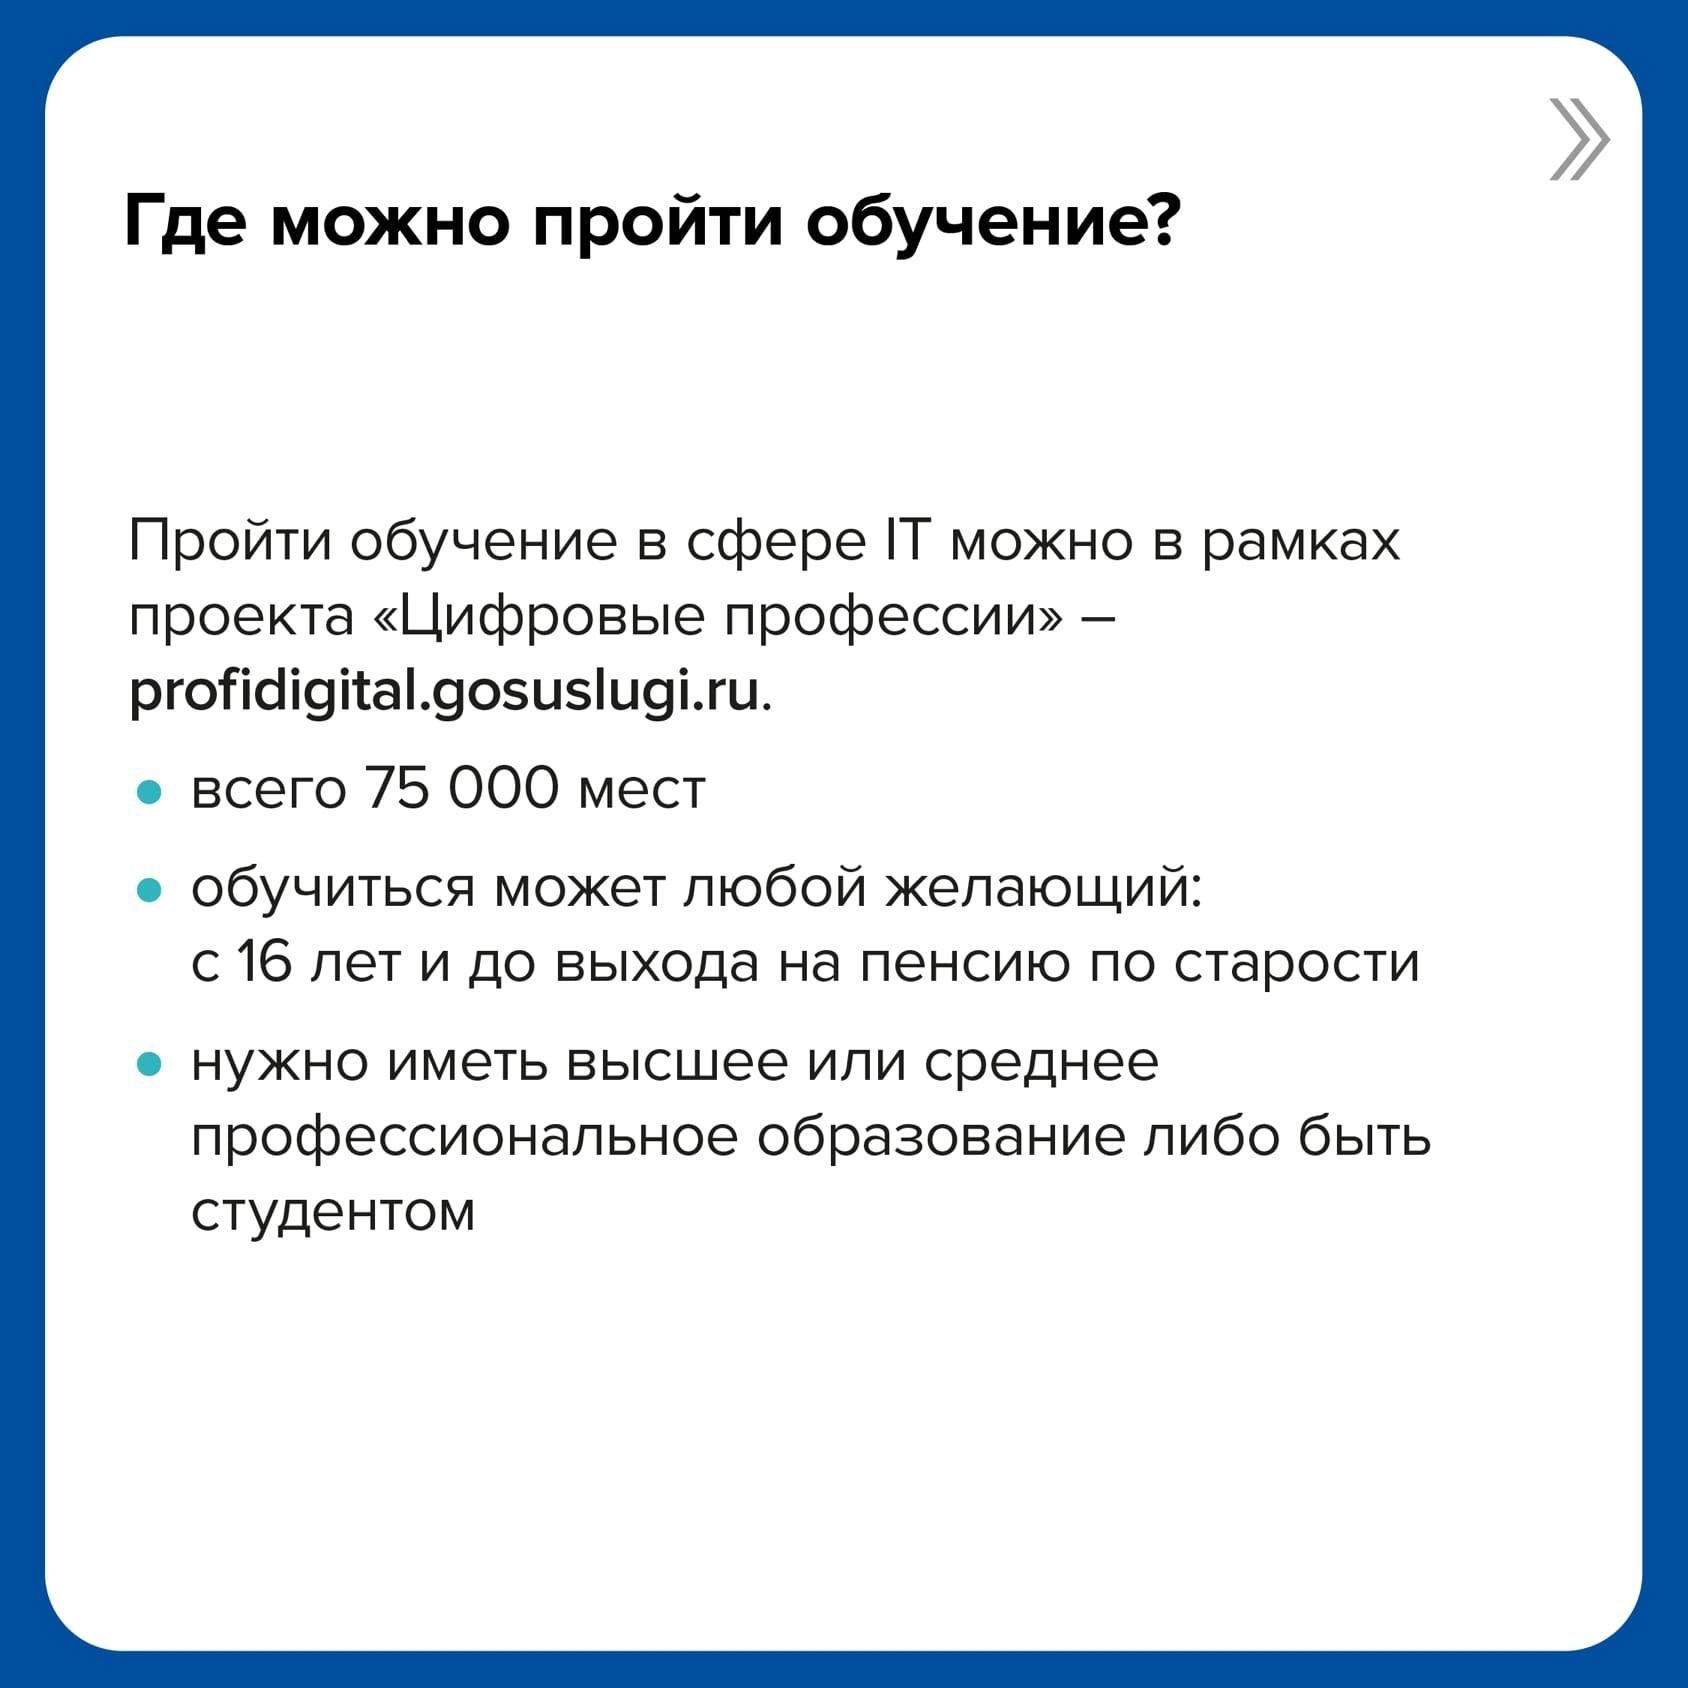 Где можно пройти обучение?
Пройти обучение в сфере IT можно в рамках
проекта «Цифровые профессии» –
profidigital.gosuslugi.ru.
● всего 75 000 мест
● обучиться может любой желающий:
с 16 лет и до выхода на пенсию по старости
● нужно иметь высшее или среднее
профессиональное образование либо быть
студентом